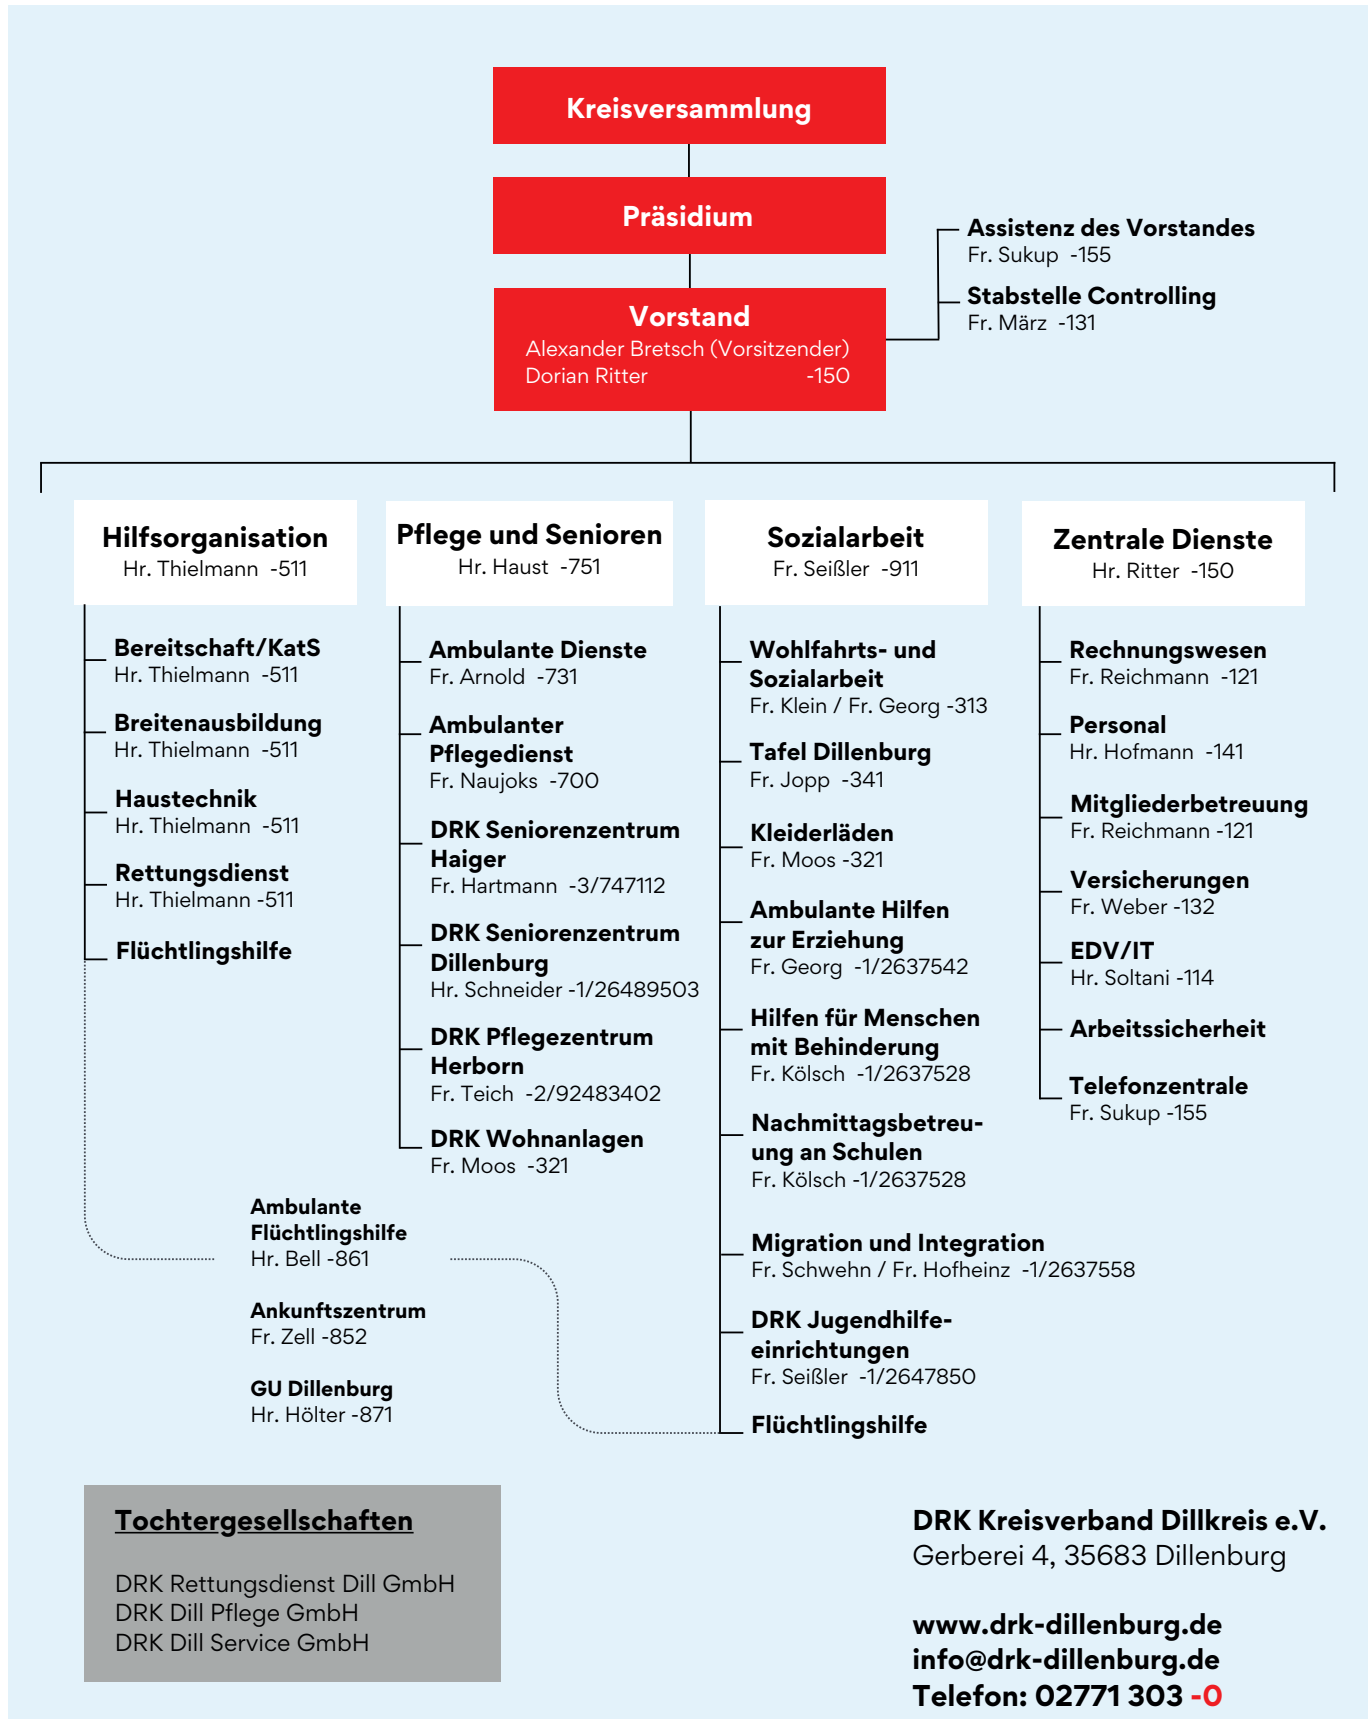 Kreisversammlung
Präsidium
Vorstand
Alexander Bretsch (Vorsitzender)
Dorian Ritter -150
Assistenz des Vorstandes
Fr. Sukup -155
Stabstelle Controlling
Fr. März -131
Hilfsorganisation
Hr. Thielmann -511
Bereitschaft/KatS
Hr. Thielmann -511
Breitenausbildung
Hr. Thielmann -511
Haustechnik
Hr. Thielmann -511
Rettungsdienst
Hr. Thielmann -511
Flüchtlingshilfe
Pflege und Senioren
Hr. Haust -751
Ambulante Dienste
Fr. Arnold -731
Ambulanter
Pflegedienst
Fr. Naujoks -700
DRK Seniorenzentrum
Haiger
Fr. Hartmann -3/747112
DRK Seniorenzentrum
Dillenburg
Hr. Schneider -1/26489503
DRK Pflegezentrum
Herborn
Fr. Teich -2/92483402
DRK Wohnanlagen
Fr. Moos -321
Sozialarbeit
Fr. Seißler -911
Wohlfahrts- und
Sozialarbeit
Fr. Klein / Fr. Georg -313
Tafel Dillenburg
Fr. Jopp -341
Kleiderläden
Fr. Moos -321
Ambulante Hilfen
zur Erziehung
Fr. Georg -1/2637542
Hilfen für Menschen
mit Behinderung
Fr. Kölsch -1/2637528
Nachmittagsbetreu-
ung an Schulen
Fr. Kölsch -1/2637528
Migration und Integration
Fr. Schwehn / Fr. Hofheinz -1/2637558
DRK Jugendhilfe-
einrichtungen
Fr. Seißler -1/2647850
Flüchtlingshilfe
Zentrale Dienste
Hr. Ritter -150
Rechnungswesen
Fr. Reichmann -121
Personal
Hr. Hofmann -141
Mitgliederbetreuung
Fr. Reichmann -121
Versicherungen
Fr. Weber -132
EDV/IT
Hr. Soltani -114
Arbeitssicherheit
Telefonzentrale
Fr. Sukup -155
Ambulante
Flüchtlingshilfe
Hr. Bell -861
Ankunftszentrum
Fr. Zell -852
GU Dillenburg
Hr. Hölter -871
Tochtergesellschaften
DRK Rettungsdienst Dill GmbH
DRK Dill Pflege GmbH
DRK Dill Service GmbH
DRK Kreisverband Dillkreis e.V.
Gerberei 4, 35683 Dillenburg
www.drk-dillenburg.de
info@drk-dillenburg.de
Telefon: 02771 303 -0